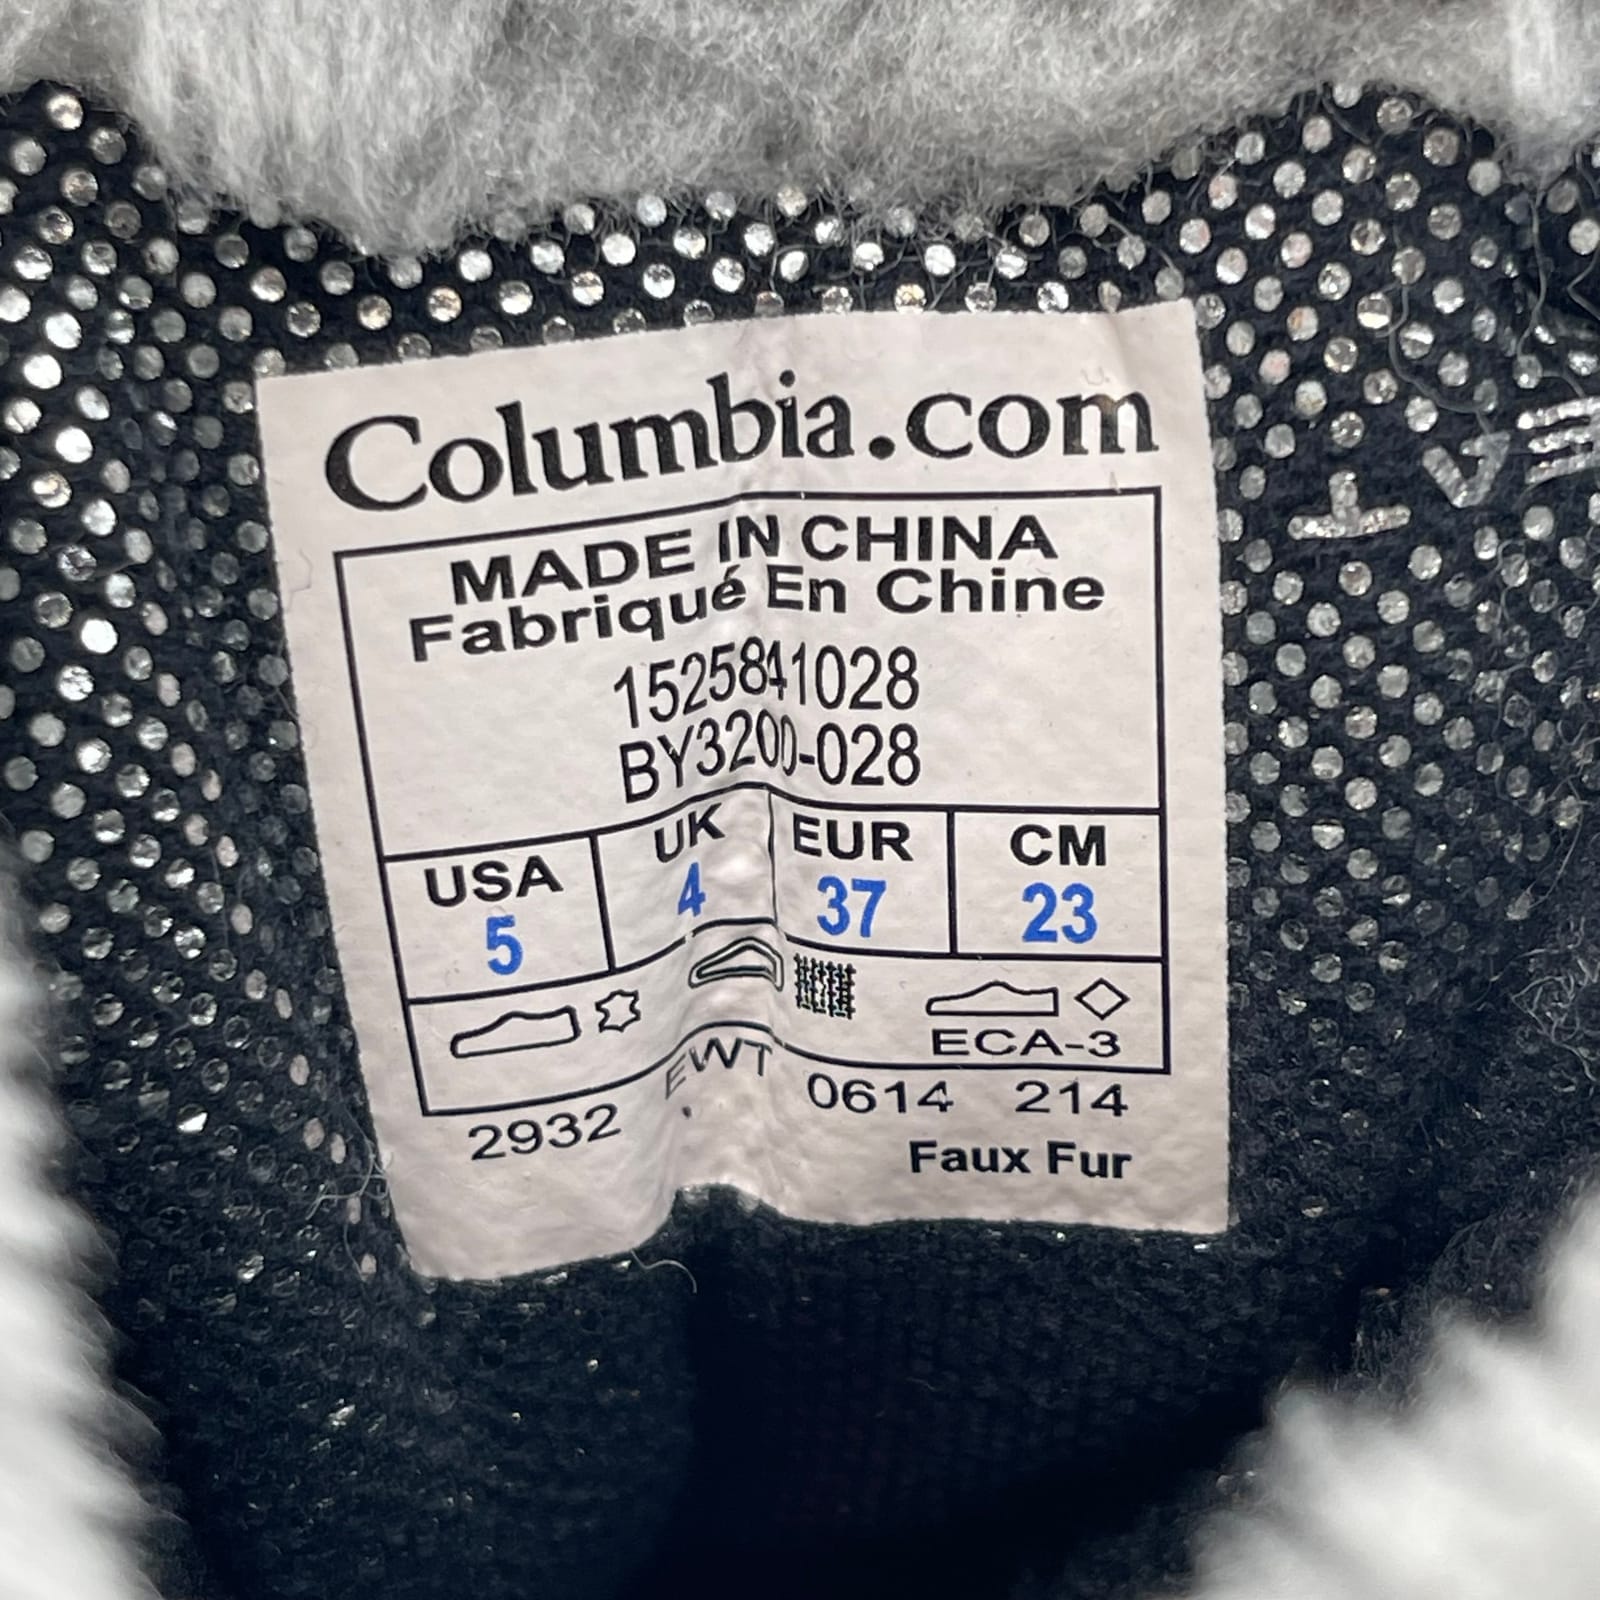 Columbia.com
MADE IN CHINA
Fabriqué En Chine
1525841028
BY3200-028
USA UK EUR CM
5 4 37 23
ECA-3
2932 EWT 0614 214
Faux Fur